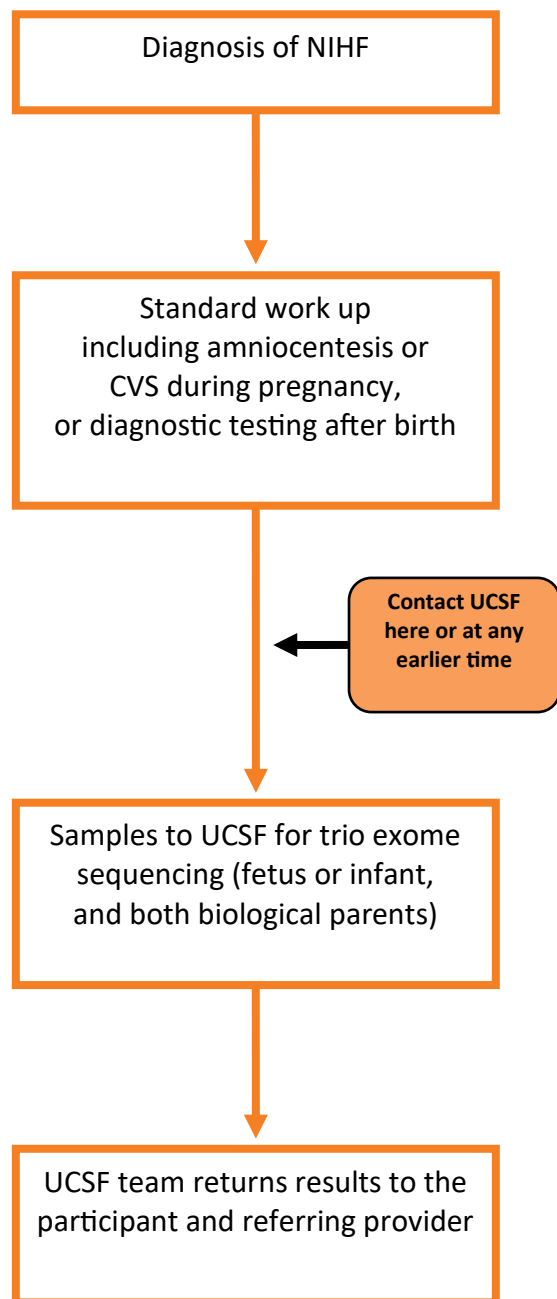 Diagnosis of NIHF
Standard work up
including amniocentesis or
CVS during pregnancy,
or diagnostic testing after birth
Contact UCSF
here or at any
earlier time
Samples to UCSF for trio exome
sequencing (fetus or infant,
and both biological parents)
UCSF team returns results to the
participant and referring provider